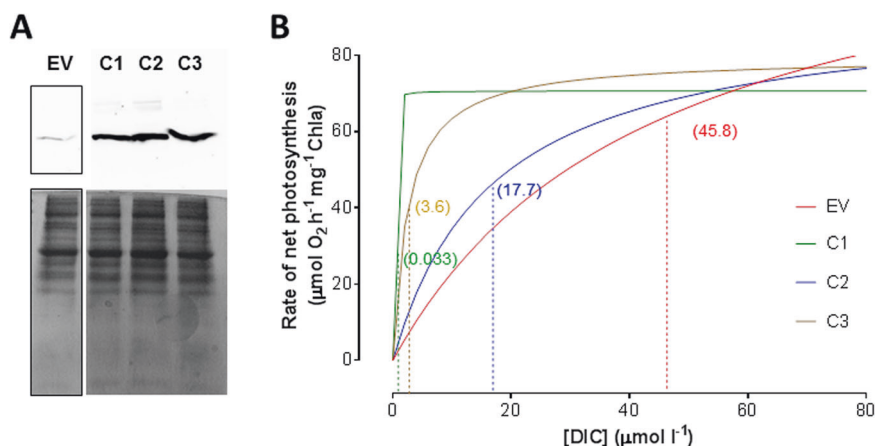 A
EV C1 C2 C3
B
Rate of net photosynthesis
(µmol O₂ h⁻¹ mg⁻¹ Chla)
80
60
40
20
0
(45.8)
(17.7)
(3.6)
(0.033)
EV
C1
C2
C3
0 20 40 60 80
[DIC] (µmol l⁻¹)